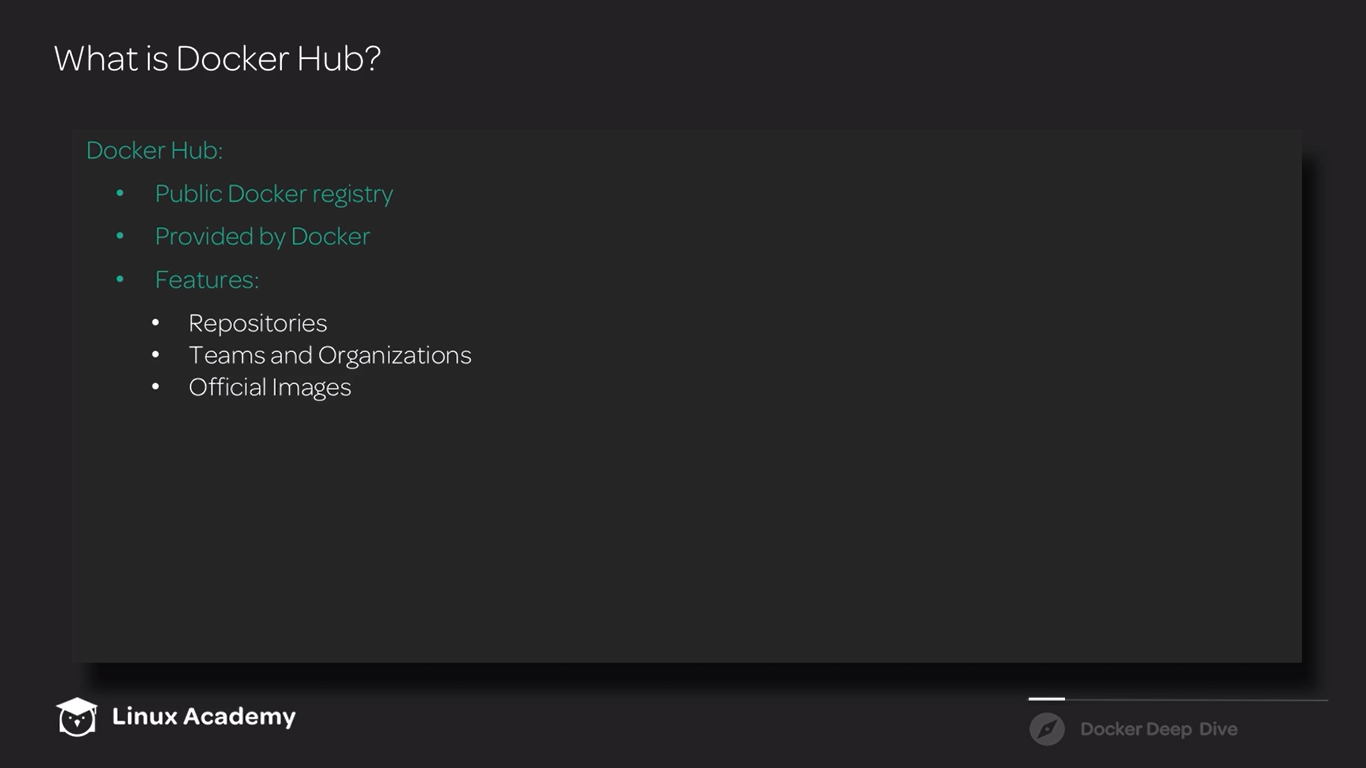 What is Docker Hub?
Docker Hub:
• Public Docker registry
• Provided by Docker
• Features:
• Repositories
• Teams and Organizations
• Official Images
Linux Academy
Docker Deep Dive